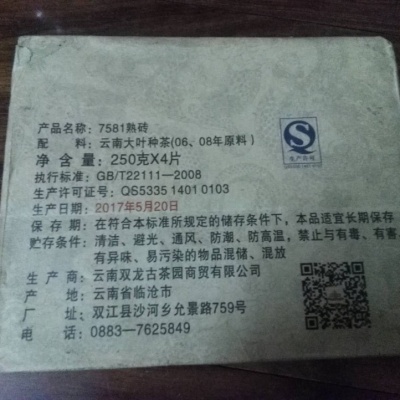 产品名称：7581熟砖
配　　料：云南大叶种茶(06、08年原料)
净 含 量：250克X4片
执行标准：GB/T22111—2008
生产许可证号：QS5335 1401 0103
生产日期：2017年5月20日
保 存 期：在符合本标准所规定的储存条件下，本品适宜长期保存
贮存条件：清洁、避光、通风、防潮、防高温，禁止与有毒、有害、
有异味、易污染的物品混储、混放
生 产 商：云南双龙古茶园商贸有限公司
产　　地：云南省临沧市
厂　　址：双江县沙河乡允景路759号
电　　话：0883-7625849
QS
生产许可